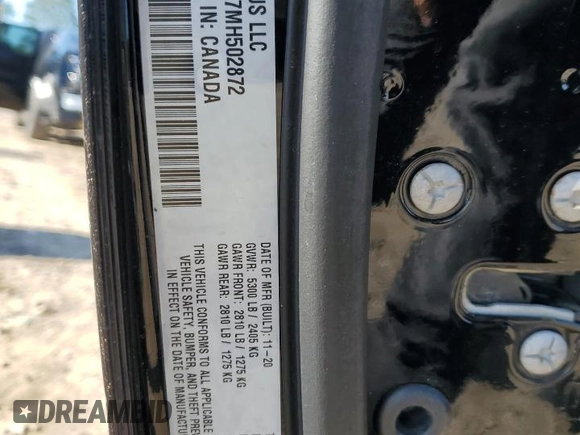 US LLC
7MH502872
IN: CANADA
DATE OF MFR (BUILT): 11-20
GVWR: 5300 LB / 2405 KG
GAWR FRONT: 2810 LB / 1275 KG
GAWR REAR: 2810 LB / 1275 KG
THIS VEHICLE CONFORMS TO ALL APPLICABLE
VEHICLE SAFETY, BUMPER, AND THEFT PREV
IN EFFECT ON THE DATE OF MANUFACTU
DREAMBID